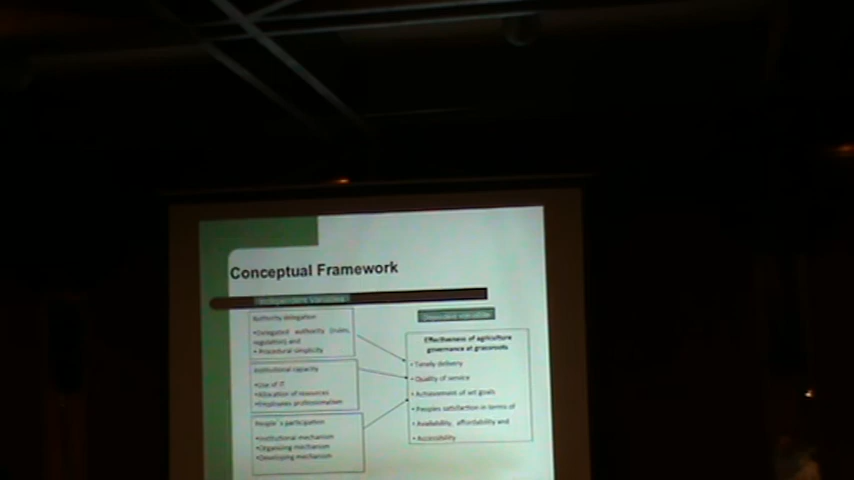 Conceptual Framework
Independent Variables
Authority delegation
•Delegated authority (rules,
regulation) and
• Procedural simplicity
Institutional capacity
•Use of IT
•Allocation of resources
•Employees professionalism
People's participation
•Institutional mechanism
•Organizing mechanism
•Developing mechanism
Dependent Variable
Effectiveness of agriculture
governance at grassroots
• Timely delivery
• Quality of service
• Achievement of set goals
• Peoples satisfaction in terms of
• Availability, affordability and
• Accessibility